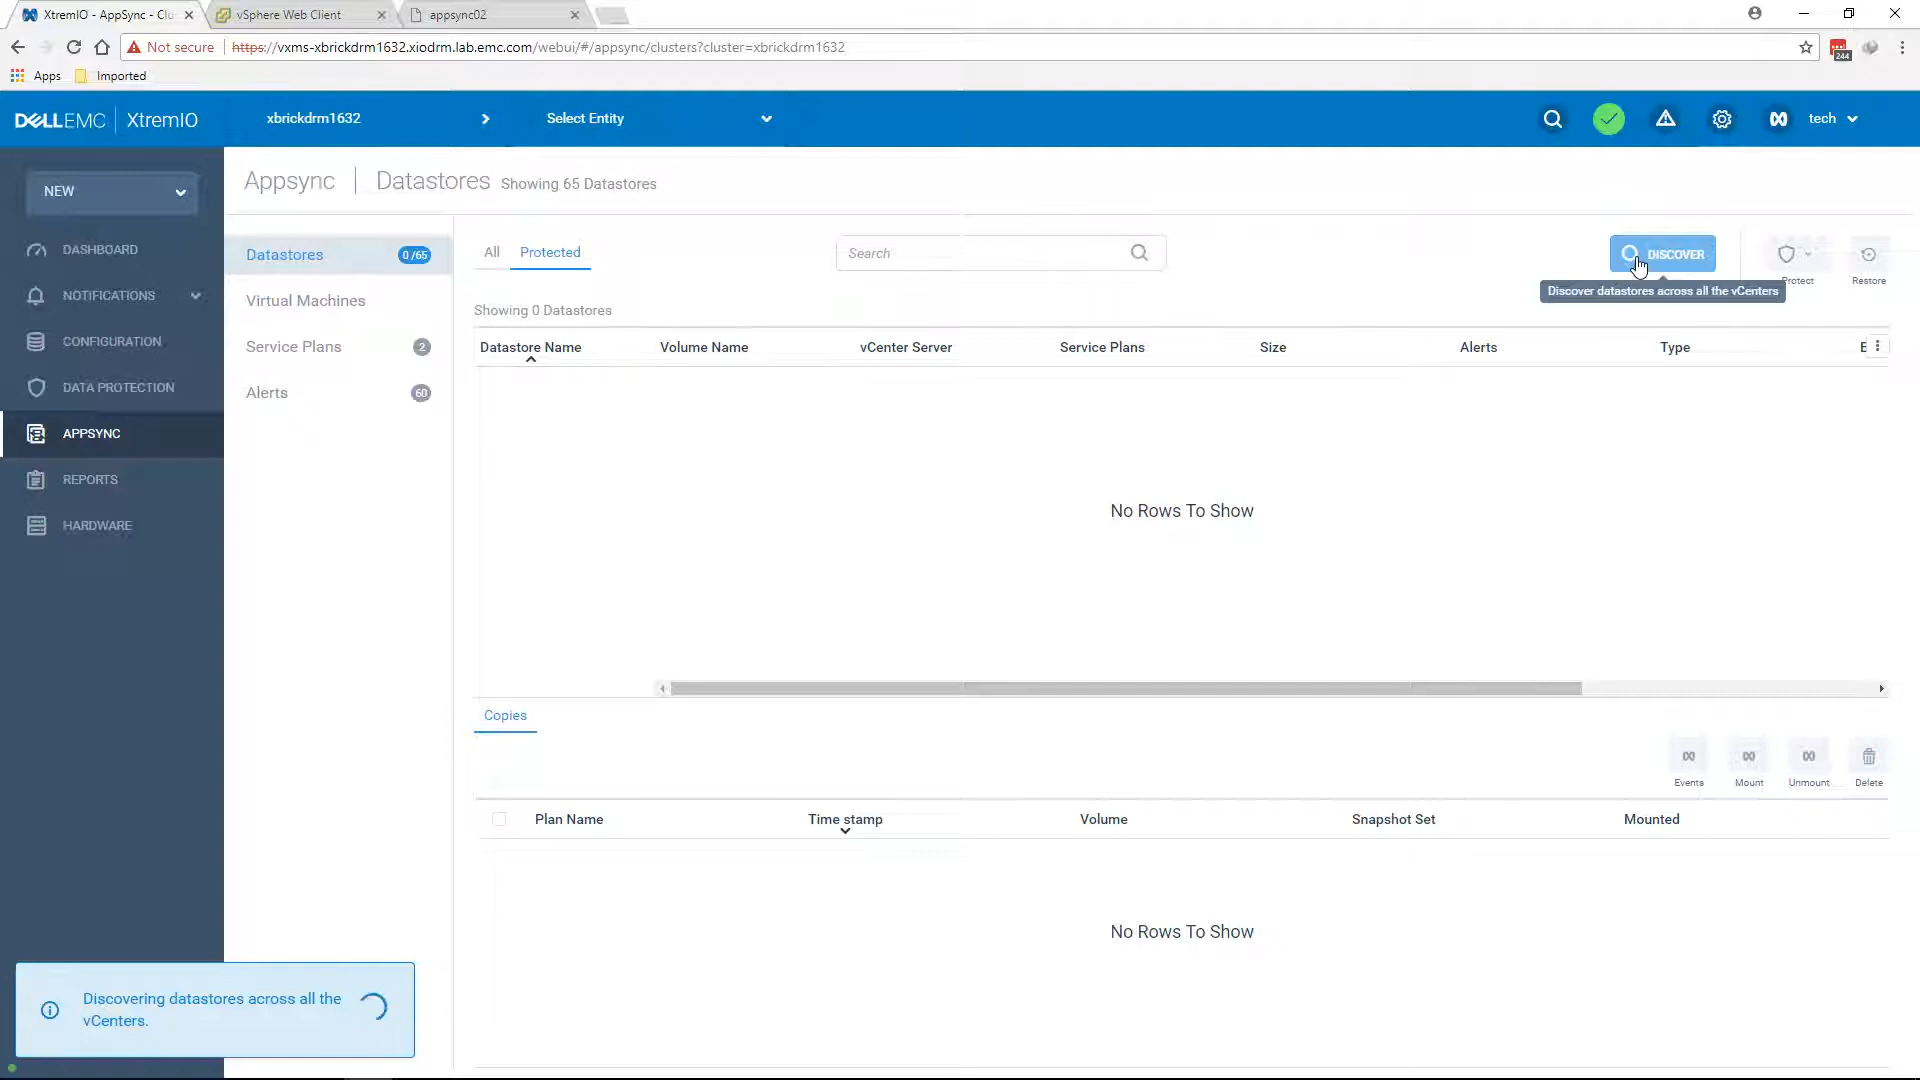 XtremIO - AppSync - Clu
vSphere Web Client
appsync02
Not secure
https://vxms-xbrickdrm1632.xiodrm.lab.emc.com/webui/#/appsync/clusters?cluster=xbrickdrm1632
244
Apps
Imported
DELLEMC XtremIO
xbrickdrm1632
Select Entity
tech
NEW
DASHBOARD
NOTIFICATIONS
CONFIGURATION
DATA PROTECTION
APPSYNC
REPORTS
HARDWARE
Appsync Datastores Showing 65 Datastores
Datastores 0/65
Virtual Machines
Service Plans 2
Alerts 60
All Protected
Search
DISCOVER
Protect
Restore
Discover datastores across all the vCenters
Showing 0 Datastores
Datastore Name Volume Name vCenter Server Service Plans Size Alerts Type E
No Rows To Show
Copies
Events Mount Unmount Delete
Plan Name Time stamp Volume Snapshot Set Mounted
No Rows To Show
Discovering datastores across all the
vCenters.